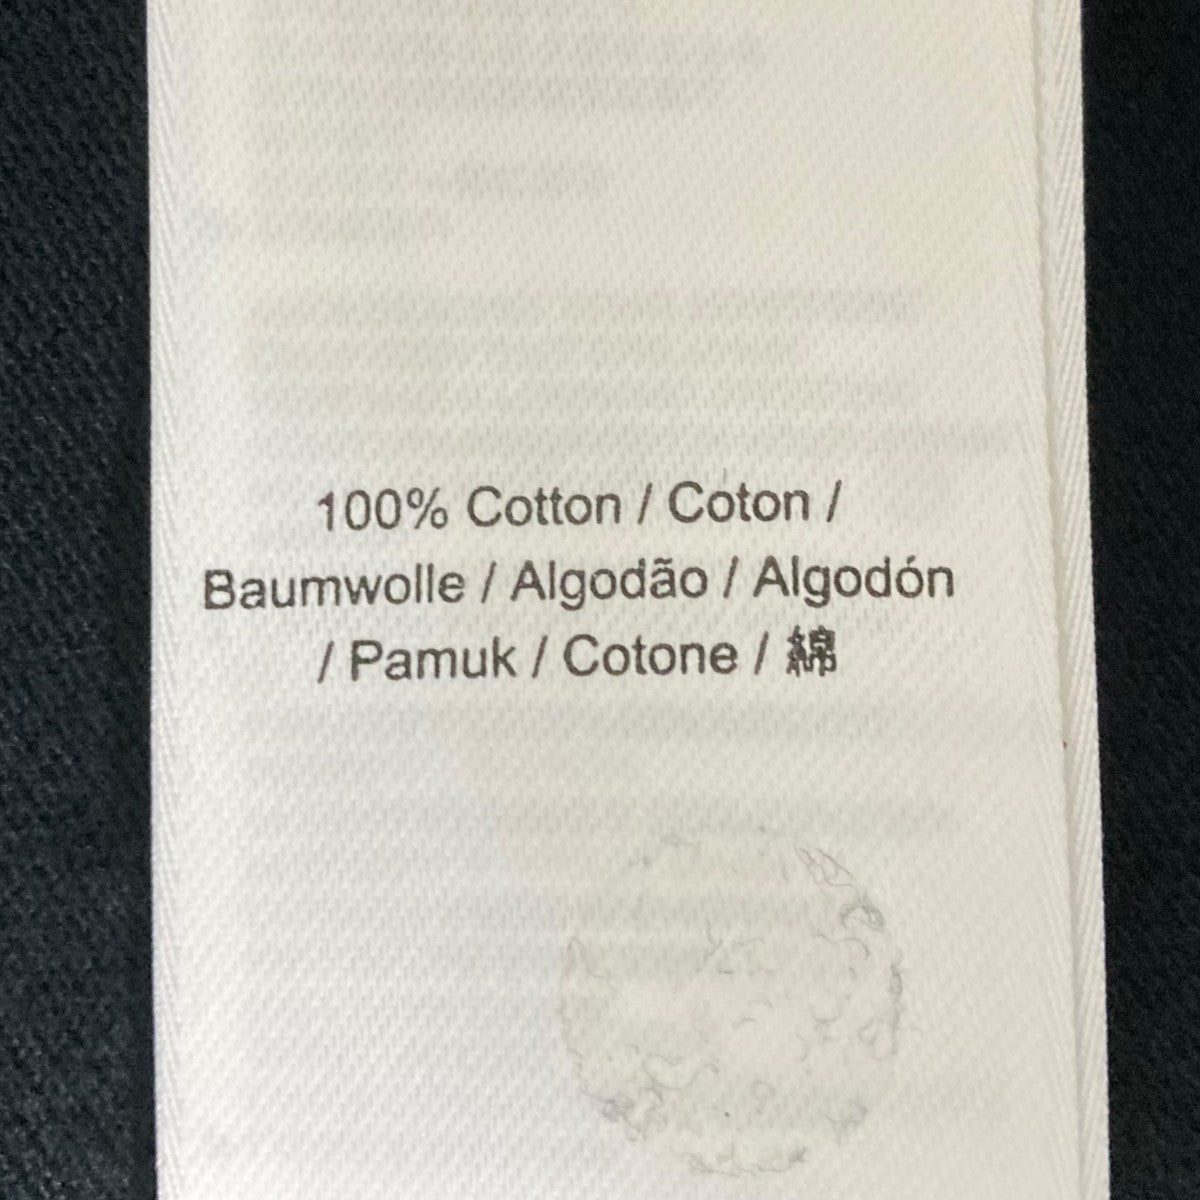 100% Cotton / Coton /
Baumwolle / Algodão / Algodón
/ Pamuk / Cotone / 綿